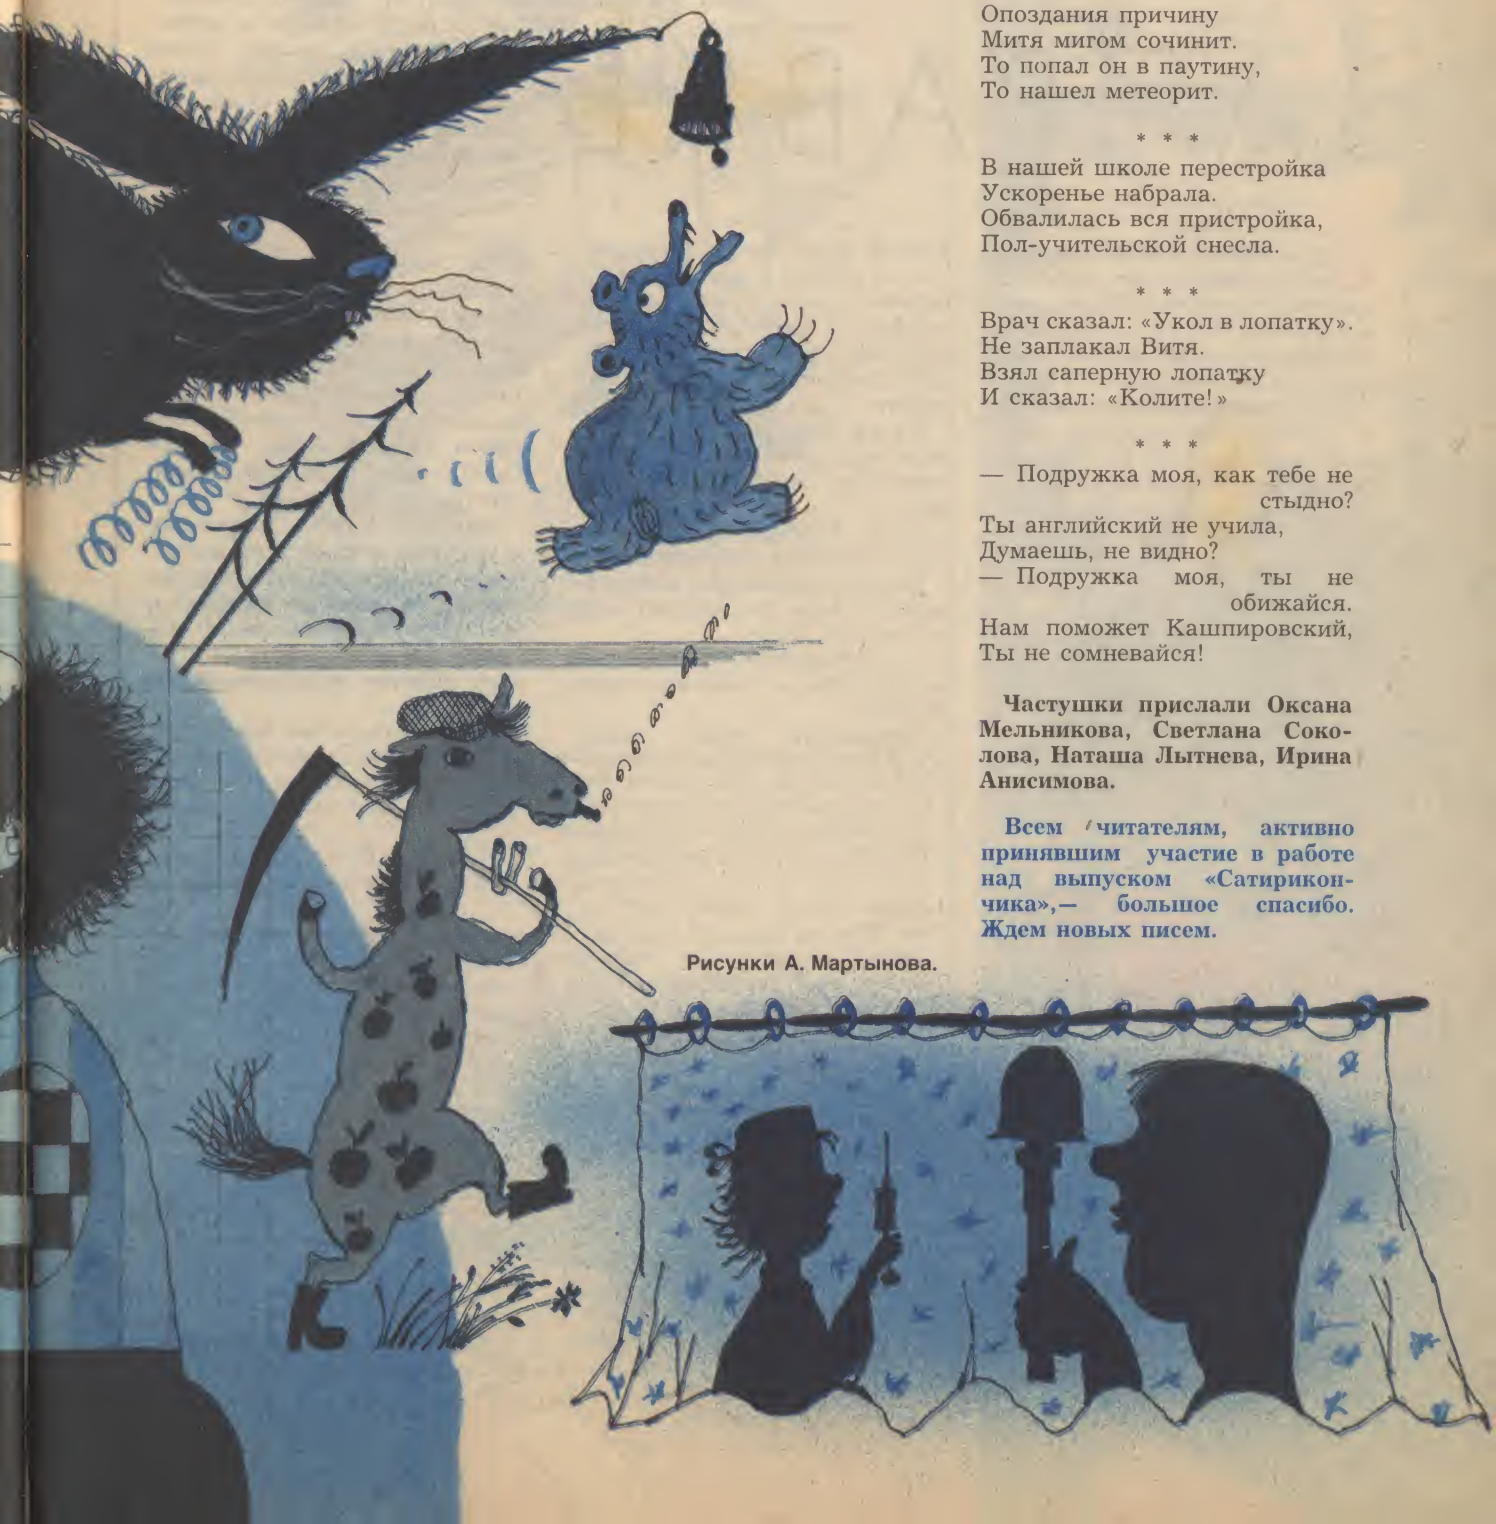 Опоздания причину
Митя мигом сочинит.
То попал он в паутину,
То нашел метеорит.
* * *
В нашей школе перестройка
Ускоренье набрала.
Обвалилась вся пристройка,
Пол-учительской снесла.
* * *
Врач сказал: «Укол в лопатку».
Не заплакал Витя.
Взял саперную лопатку
И сказал: «Колите!»
* * *
— Подружка моя, как тебе не
стыдно?
Ты английский не учила,
Думаешь, не видно?
— Подружка моя, ты не
обижайся.
Нам поможет Кашпировский,
Ты не сомневайся!
Частушки прислали Оксана
Мельникова, Светлана Соко-
лова, Наташа Лытнева, Ирина
Анисимова.
Всем читателям, активно
принявшим участие в работе
над выпуском «Сатирикон-
чика»,— большое спасибо.
Ждем новых писем.
Рисунки А. Мартынова.